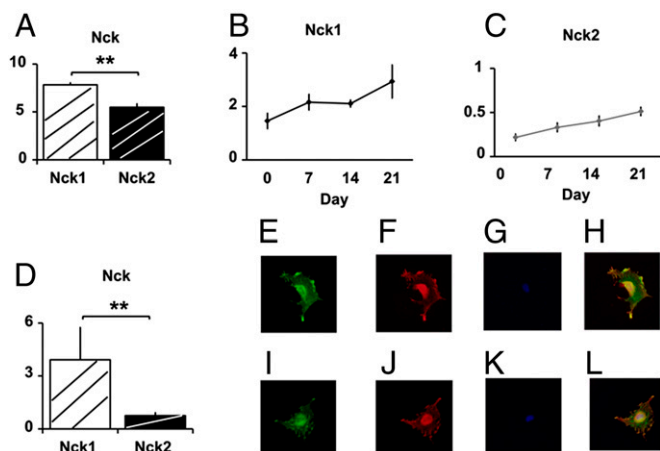 A
Nck
**
10
5
0
Nck1 Nck2
B
Nck1
4
2
0
0 7 14 21
Day
C
Nck2
1
0.5
0
0 7 14 21
Day
D
Nck
**
6
3
0
Nck1 Nck2
E F G H
I J K L